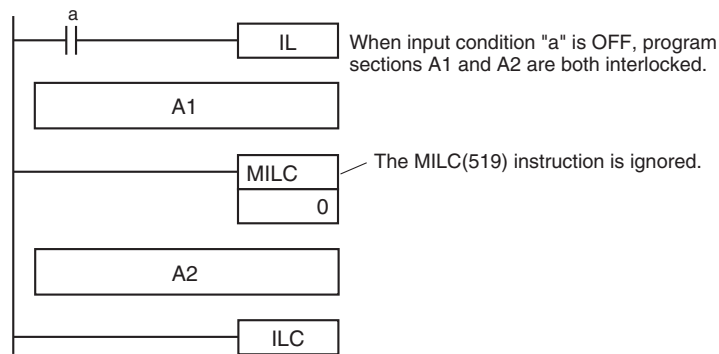 a
IL
When input condition "a" is OFF, program
sections A1 and A2 are both interlocked.
A1
MILC
The MILC(519) instruction is ignored.
0
A2
ILC